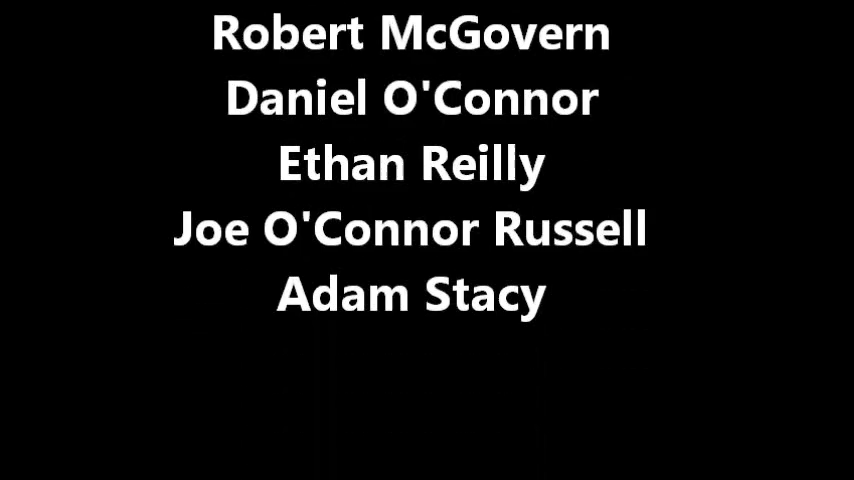 Robert McGovern
Daniel O'Connor
Ethan Reilly
Joe O'Connor Russell
Adam Stacy